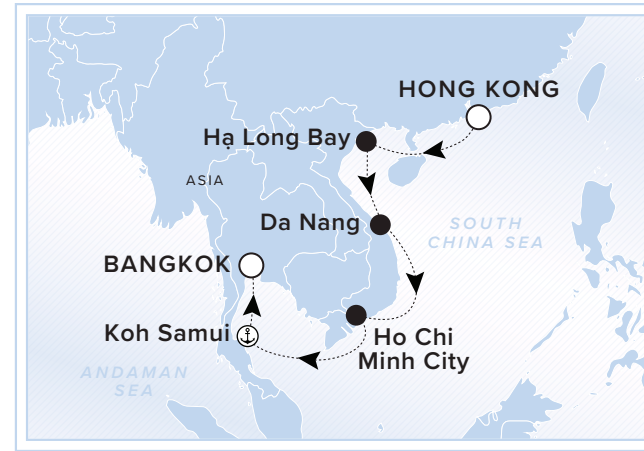 HONG KONG
Hạ Long Bay
ASIA
Da Nang
SOUTH
CHINA SEA
BANGKOK
Koh Samui
Ho Chi
Minh City
ANDAMAN
SEA